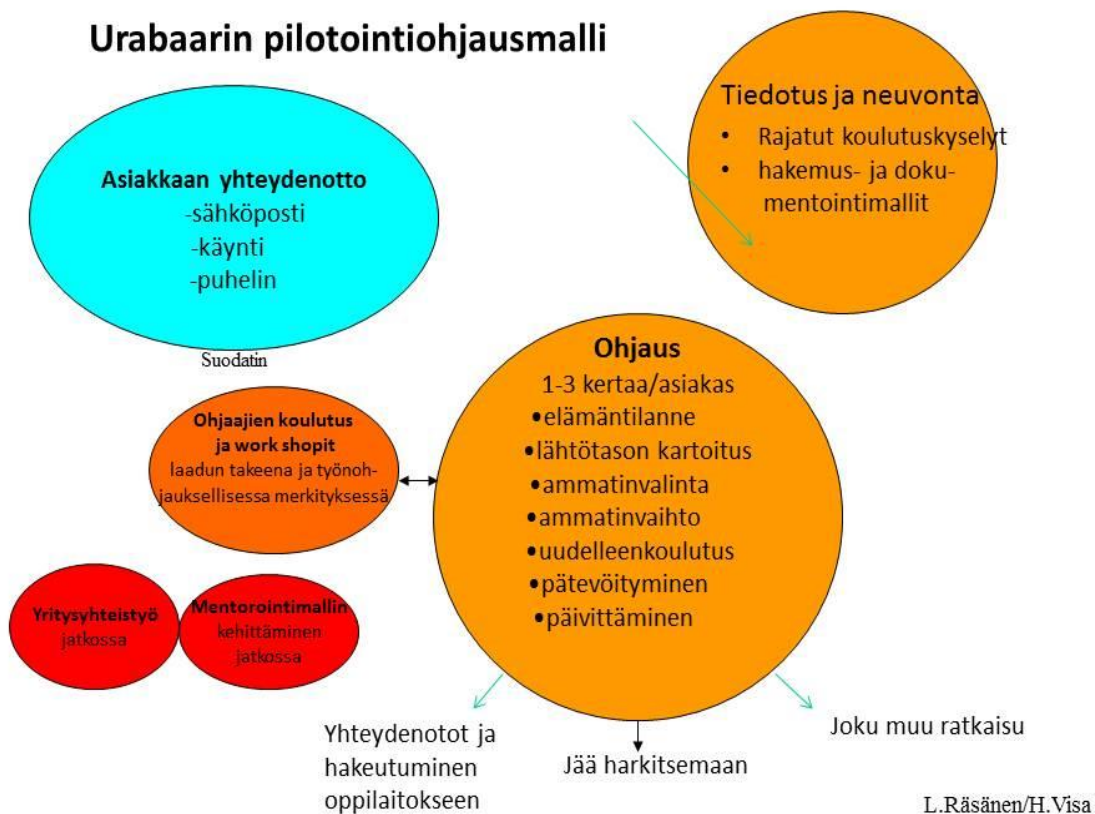 Urabaarin pilotointiohjausmalli
Asiakkaan yhteydenotto
-sähköposti
-käynti
-puhelin
Suodatin
Tiedotus ja neuvonta
• Rajatut koulutuskyselyt
• hakemus- ja doku-
mentointimallit
Ohjaus
1-3 kertaa/asiakas
•elämäntilanne
•lähtötason kartoitus
•ammatinvalinta
•ammatinvaihto
•uudelleenkoulutus
•pätevöityminen
•päivittäminen
Ohjaajien koulutus
ja work shopit
laadun takeena ja työnoh-
jauksellisessa merkityksessä
Yritysyhteistyö
jatkossa
Mentorointimallin
kehittäminen
jatkossa
Yhteydenotot ja
hakeutuminen
oppilaitokseen
Jää harkitsemaan
Joku muu ratkaisu
L.Räsänen/H.Visa